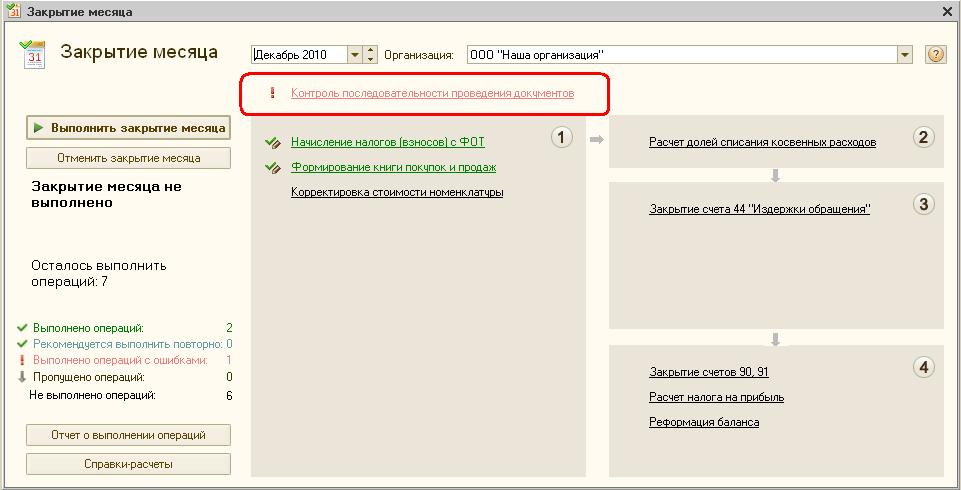 Закрытие месяца
31
Закрытие месяца
Декабрь 2010
Организация:
ООО "Наша организация"
?
! Контроль последовательности проведения документов
Выполнить закрытие месяца
Отменить закрытие месяца
Закрытие месяца не
выполнено
Осталось выполнить
операций: 7
Выполнено операций: 2
Рекомендуется выполнить повторно: 0
! Выполнено операций с ошибками: 1
Пропущено операций: 0
Не выполнено операций: 6
Отчет о выполнении операций
Справки-расчеты
1
Начисление налогов (взносов) с ФОТ
Формирование книги покупок и продаж
Корректировка стоимости номенклатуры
2
Расчет долей списания косвенных расходов
3
Закрытие счета 44 "Издержки обращения"
4
Закрытие счетов 90, 91
Расчет налога на прибыль
Реформация баланса